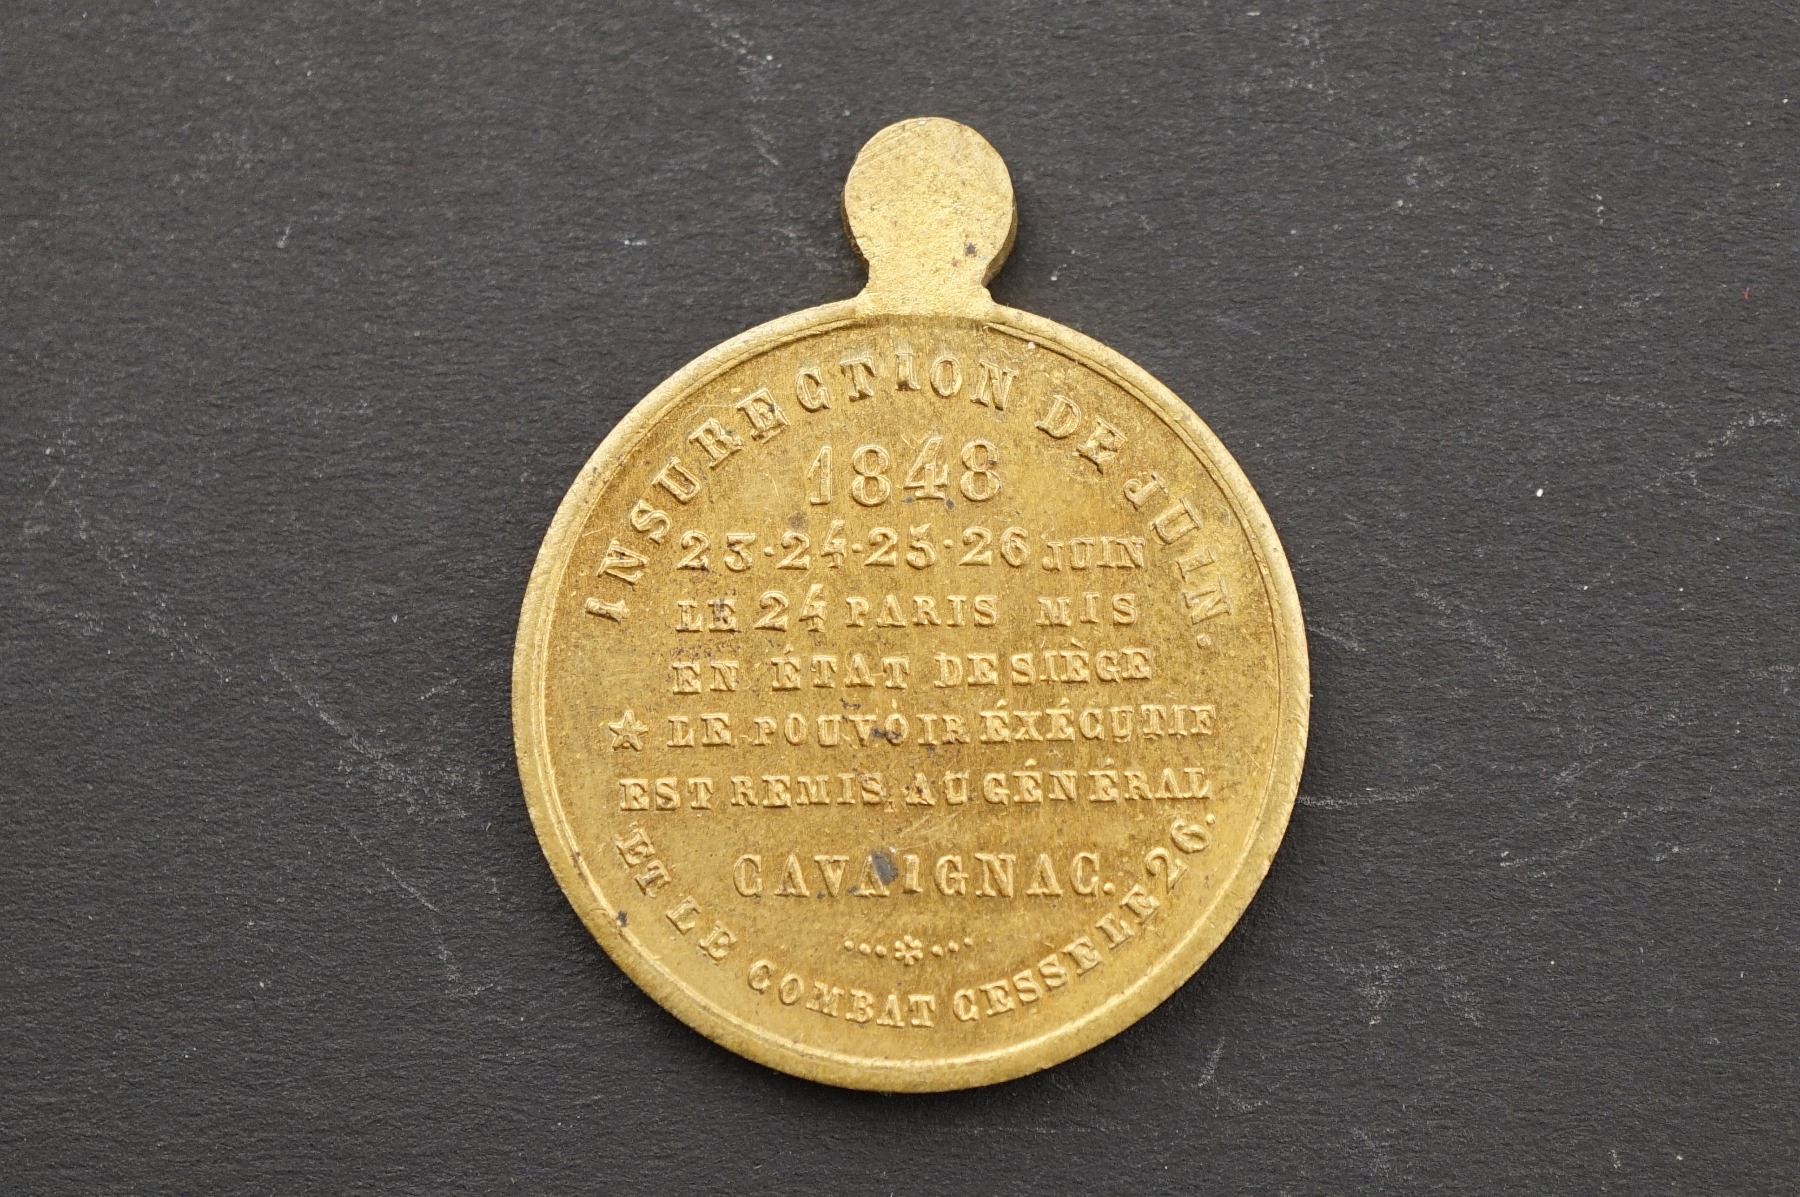 INSURECTION DE JUIN.
1848
23·24·25·26 JUIN
LE 24 PARIS MIS
EN ÉTAT DE SIÈGE
LE POUVOIR ÉXÉCUTIF
EST REMIS AU GÉNÉRAL
CAVAIGNAC.
ET LE COMBAT CESSE LE 26.